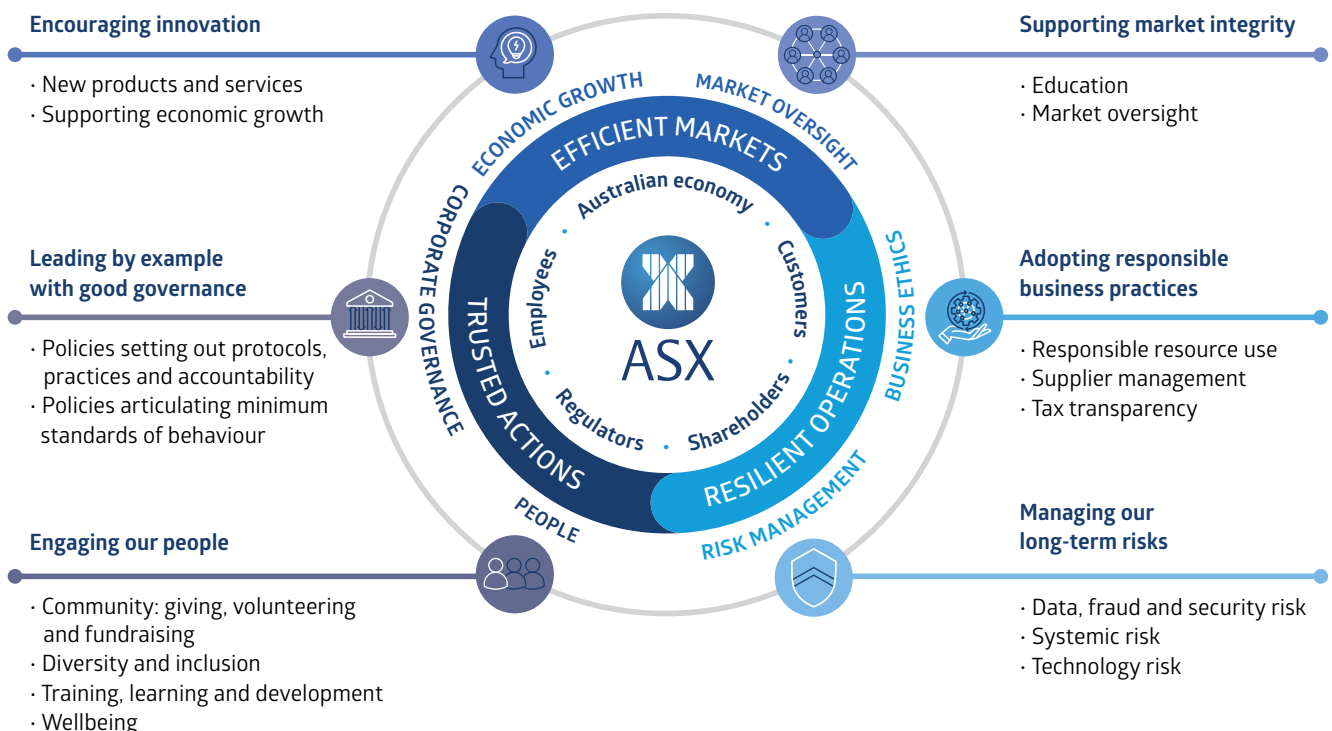 Encouraging innovation
· New products and services
· Supporting economic growth
Supporting market integrity
· Education
· Market oversight
Leading by example
with good governance
· Policies setting out protocols,
practices and accountability
· Policies articulating minimum
standards of behaviour
Adopting responsible
business practices
· Responsible resource use
· Supplier management
· Tax transparency
Engaging our people
· Community: giving, volunteering
and fundraising
· Diversity and inclusion
· Training, learning and development
· Wellbeing
Managing our
long-term risks
· Data, fraud and security risk
· Systemic risk
· Technology risk
ECONOMIC GROWTH
MARKET OVERSIGHT
BUSINESS ETHICS
RISK MANAGEMENT
PEOPLE
CORPORATE GOVERNANCE
EFFICIENT MARKETS
RESILIENT OPERATIONS
TRUSTED ACTIONS
Australian economy
Customers
Shareholders
Regulators
Employees
ASX